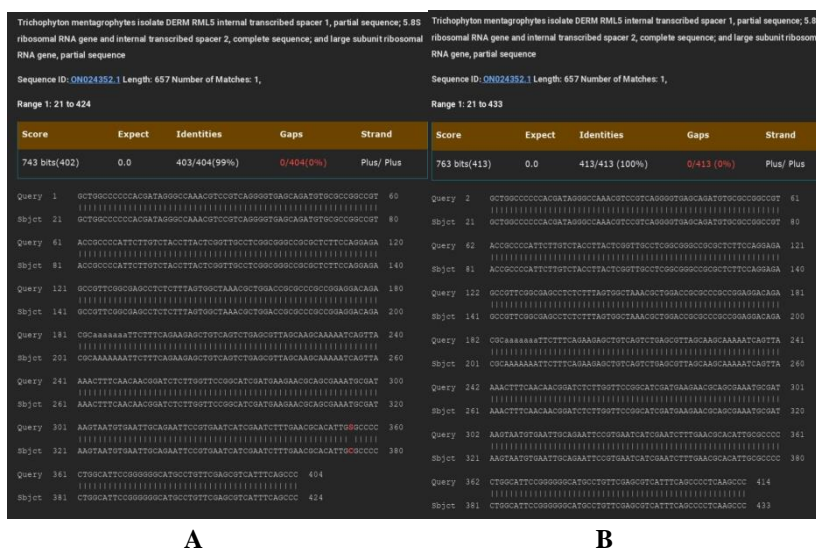 Trichophyton mentagrophytes isolate DERM RML5 internal transcribed spacer 1, partial sequence; 5.8S
ribosomal RNA gene and internal transcribed spacer 2, complete sequence; and large subunit ribosomal
RNA gene, partial sequence
Sequence ID: ON024352.1 Length: 657 Number of Matches: 1,
Range 1: 21 to 424
Score Expect Identities Gaps Strand
743 bits(402) 0.0 403/404(99%) 0/404(0%) Plus/ Plus
Query 1 GCTGGCCCCCCACGATAGGGCCAAACGTCCGTCAGGGGTGAGCAGATGTGCGCCGGCCGT 60
Sbjct 21 GCTGGCCCCCCACGATAGGGCCAAACGTCCGTCAGGGGTGAGCAGATGTGCGCCGGCCGT 80
Query 61 ACCGCCCCATTCTTGTCTACCTTACTCGGTTGCCTCGGCGGGCCGCGCTCTTCCAGGAGA 120
Sbjct 81 ACCGCCCCATTCTTGTCTACCTTACTCGGTTGCCTCGGCGGGCCGCGCTCTTCCAGGAGA 140
Query 121 GCCGTTCGGCGAGCCTCTCTTTAGTGGCTAAACGCTGGACCGCGCCCGCCGGAGGACAGA 180
Sbjct 141 GCCGTTCGGCGAGCCTCTCTTTAGTGGCTAAACGCTGGACCGCGCCCGCCGGAGGACAGA 200
Query 181 CGCaaaaaaaTTCTTTCAGAAGAGCTGTCAGTCTGAGCGTTAGCAAGCAAAAATCAGTTA 240
Sbjct 201 CGCAAAAAAATTCTTTCAGAAGAGCTGTCAGTCTGAGCGTTAGCAAGCAAAAATCAGTTA 260
Query 241 AAACTTTCAACAACGGATCTCTTGGTTCCGGCATCGATGAAGAACGCAGCGAAATGCGAT 300
Sbjct 261 AAACTTTCAACAACGGATCTCTTGGTTCCGGCATCGATGAAGAACGCAGCGAAATGCGAT 320
Query 301 AAGTAATGTGAATTGCAGAATTCCGTGAATCATCGAATCTTTGAACGCACATTGGGCCCC 360
Sbjct 321 AAGTAATGTGAATTGCAGAATTCCGTGAATCATCGAATCTTTGAACGCACATTGCGCCCC 380
Query 361 CTGGCATTCCGGGGGGCATGCCTGTTCGAGCGTCATTTCAGCCC 404
Sbjct 381 CTGGCATTCCGGGGGGCATGCCTGTTCGAGCGTCATTTCAGCCC 424
A
Trichophyton mentagrophytes isolate DERM RML5 internal transcribed spacer 1, partial sequence; 5.8
ribosomal RNA gene and internal transcribed spacer 2, complete sequence; and large subunit ribosom
RNA gene, partial sequence
Sequence ID: ON024352.1 Length: 657 Number of Matches: 1,
Range 1: 21 to 433
Score Expect Identities Gaps Strand
763 bits(413) 0.0 413/413 (100%) 0/413 (0%) Plus/ Plus
Query 2 GCTGGCCCCCCACGATAGGGCCAAACGTCCGTCAGGGGTGAGCAGATGTGCGCCGGCCGT 61
Sbjct 21 GCTGGCCCCCCACGATAGGGCCAAACGTCCGTCAGGGGTGAGCAGATGTGCGCCGGCCGT 80
Query 62 ACCGCCCCATTCTTGTCTACCTTACTCGGTTGCCTCGGCGGGCCGCGCTCTTCCAGGAGA 121
Sbjct 81 ACCGCCCCATTCTTGTCTACCTTACTCGGTTGCCTCGGCGGGCCGCGCTCTTCCAGGAGA 140
Query 122 GCCGTTCGGCGAGCCTCTCTTTAGTGGCTAAACGCTGGACCGCGCCCGCCGGAGGACAGA 181
Sbjct 141 GCCGTTCGGCGAGCCTCTCTTTAGTGGCTAAACGCTGGACCGCGCCCGCCGGAGGACAGA 200
Query 182 CGCaaaaaaaTTCTTTCAGAAGAGCTGTCAGTCTGAGCGTTAGCAAGCAAAAATCAGTTA 241
Sbjct 201 CGCAAAAAAATTCTTTCAGAAGAGCTGTCAGTCTGAGCGTTAGCAAGCAAAAATCAGTTA 260
Query 242 AAACTTTCAACAACGGATCTCTTGGTTCCGGCATCGATGAAGAACGCAGCGAAATGCGAT 301
Sbjct 261 AAACTTTCAACAACGGATCTCTTGGTTCCGGCATCGATGAAGAACGCAGCGAAATGCGAT 320
Query 302 AAGTAATGTGAATTGCAGAATTCCGTGAATCATCGAATCTTTGAACGCACATTGCGCCCC 361
Sbjct 321 AAGTAATGTGAATTGCAGAATTCCGTGAATCATCGAATCTTTGAACGCACATTGCGCCCC 380
Query 362 CTGGCATTCCGGGGGGCATGCCTGTTCGAGCGTCATTTCAGCCCCTCAAGCCC 414
Sbjct 381 CTGGCATTCCGGGGGGCATGCCTGTTCGAGCGTCATTTCAGCCCCTCAAGCCC 433
B